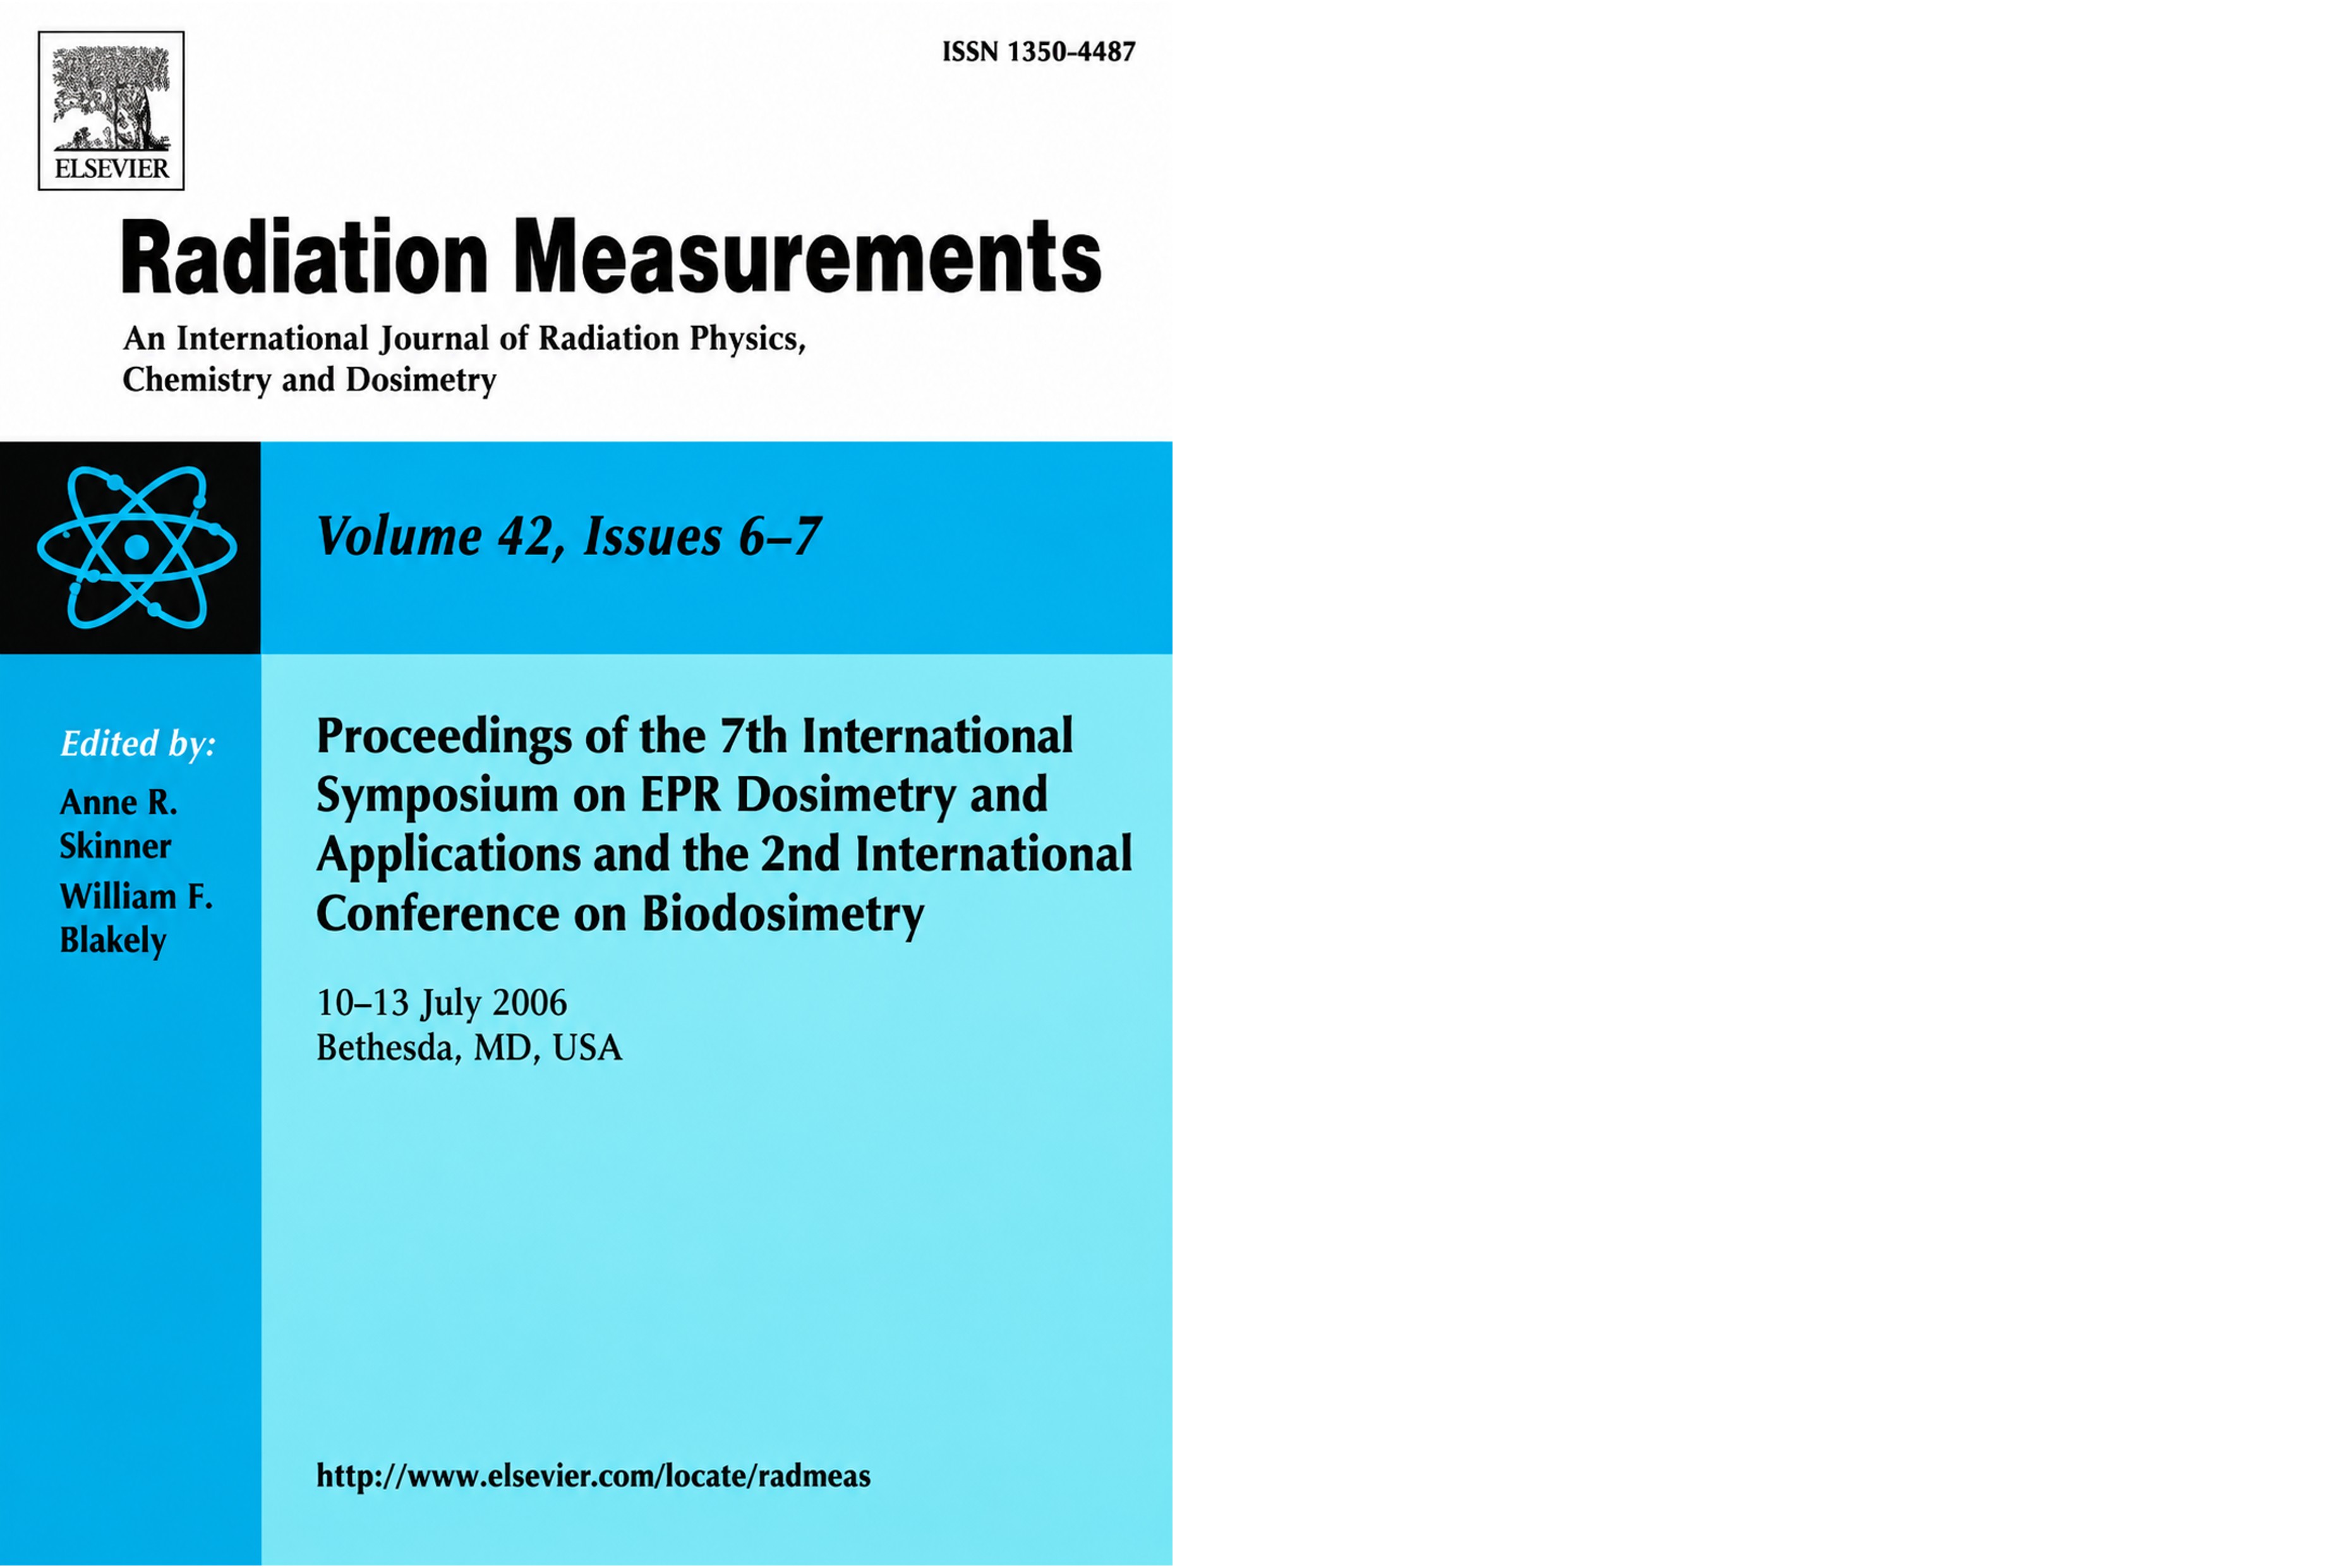 ELSEVIER
ISSN 1350-4487
Radiation Measurements
An International Journal of Radiation Physics,
Chemistry and Dosimetry
Volume 42, Issues 6–7
Edited by:
Anne R.
Skinner
William F.
Blakely
Proceedings of the 7th International
Symposium on EPR Dosimetry and
Applications and the 2nd International
Conference on Biodosimetry
10–13 July 2006
Bethesda, MD, USA
http://www.elsevier.com/locate/radmeas